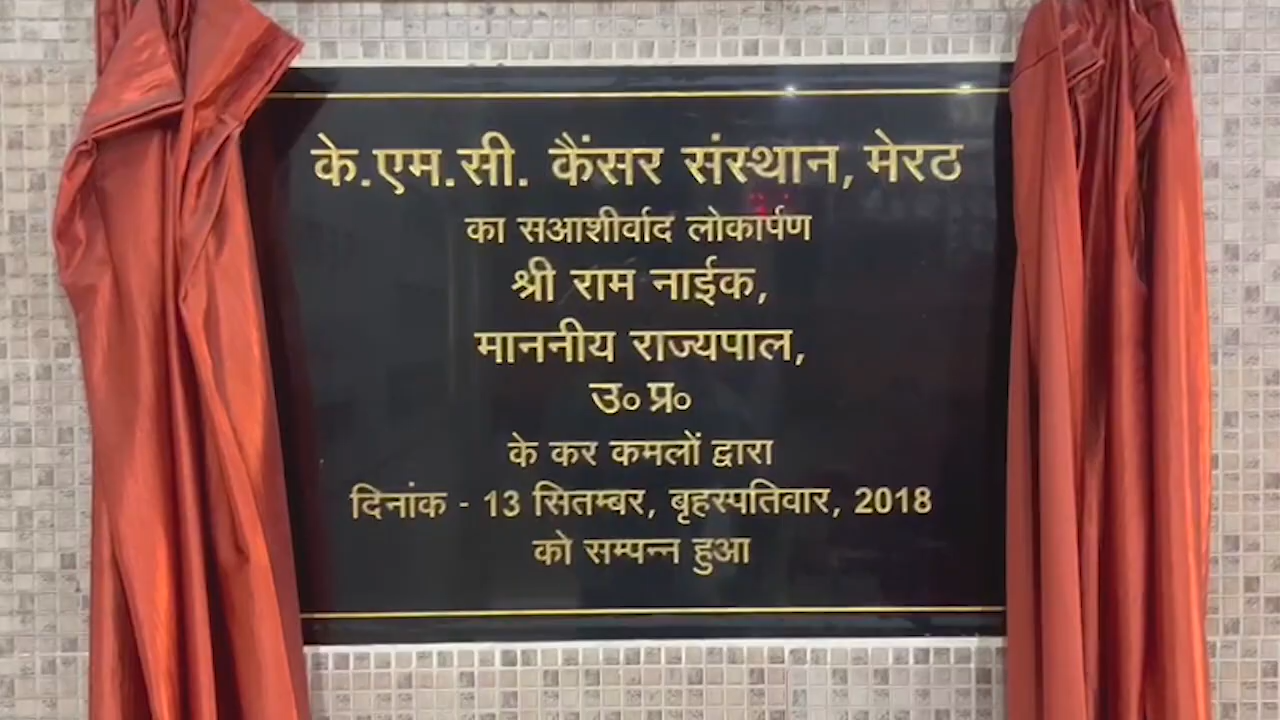 के.एम.सी. कैंसर संस्थान, मेरठ
का सआशीर्वाद लोकार्पण
श्री राम नाईक,
माननीय राज्यपाल,
उ० प्र०
के कर कमलों द्वारा
दिनांक - 13 सितम्बर, बृहस्पतिवार, 2018
को सम्पन्न हुआ